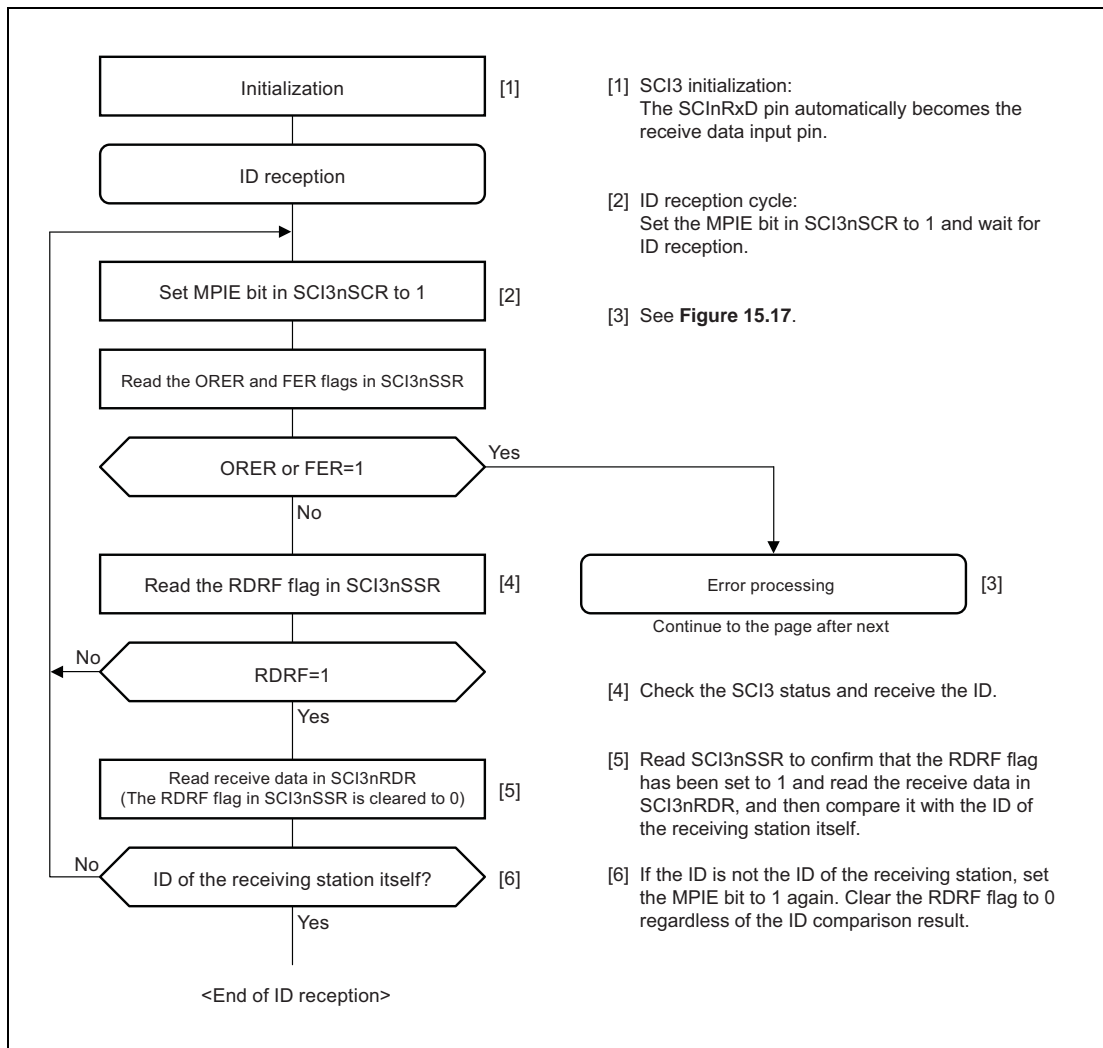 Initialization
[1]
ID reception
Set MPIE bit in SCI3nSCR to 1
[2]
Read the ORER and FER flags in SCI3nSSR
ORER or FER=1
Yes
No
Read the RDRF flag in SCI3nSSR
[4]
Error processing
[3]
Continue to the page after next
No
RDRF=1
Yes
Read receive data in SCI3nRDR
(The RDRF flag in SCI3nSSR is cleared to 0)
[5]
No
ID of the receiving station itself?
[6]
Yes
<End of ID reception>
[1] SCI3 initialization:
The SCInRxD pin automatically becomes the
receive data input pin.
[2] ID reception cycle:
Set the MPIE bit in SCI3nSCR to 1 and wait for
ID reception.
[3] See Figure 15.17.
[4] Check the SCI3 status and receive the ID.
[5] Read SCI3nSSR to confirm that the RDRF flag
has been set to 1 and read the receive data in
SCI3nRDR, and then compare it with the ID of
the receiving station itself.
[6] If the ID is not the ID of the receiving station, set
the MPIE bit to 1 again. Clear the RDRF flag to 0
regardless of the ID comparison result.